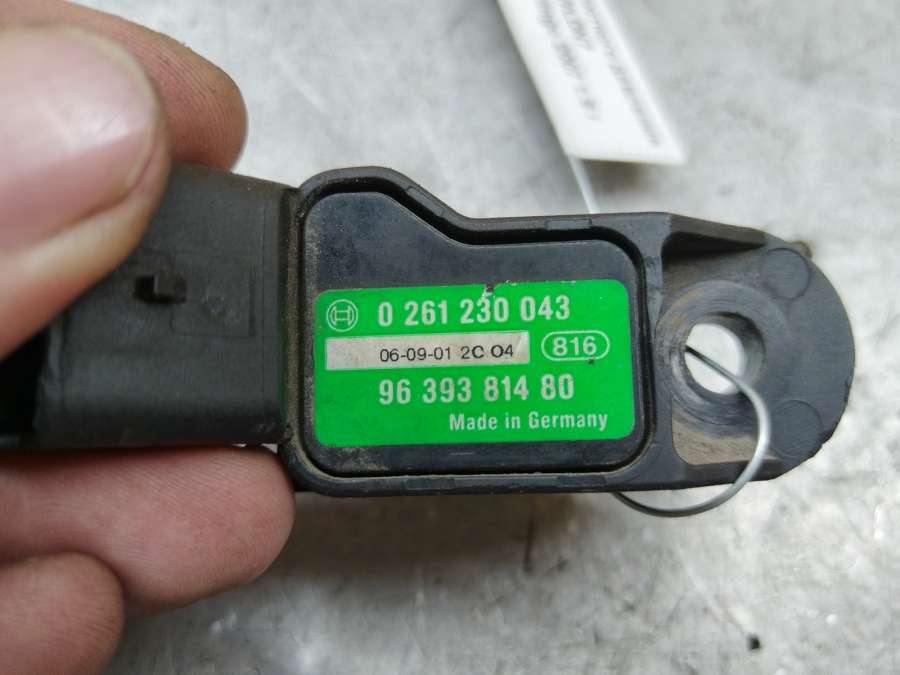 0 261 230 043
06-09-01 2C O4 816
96 393 814 80
Made in Germany